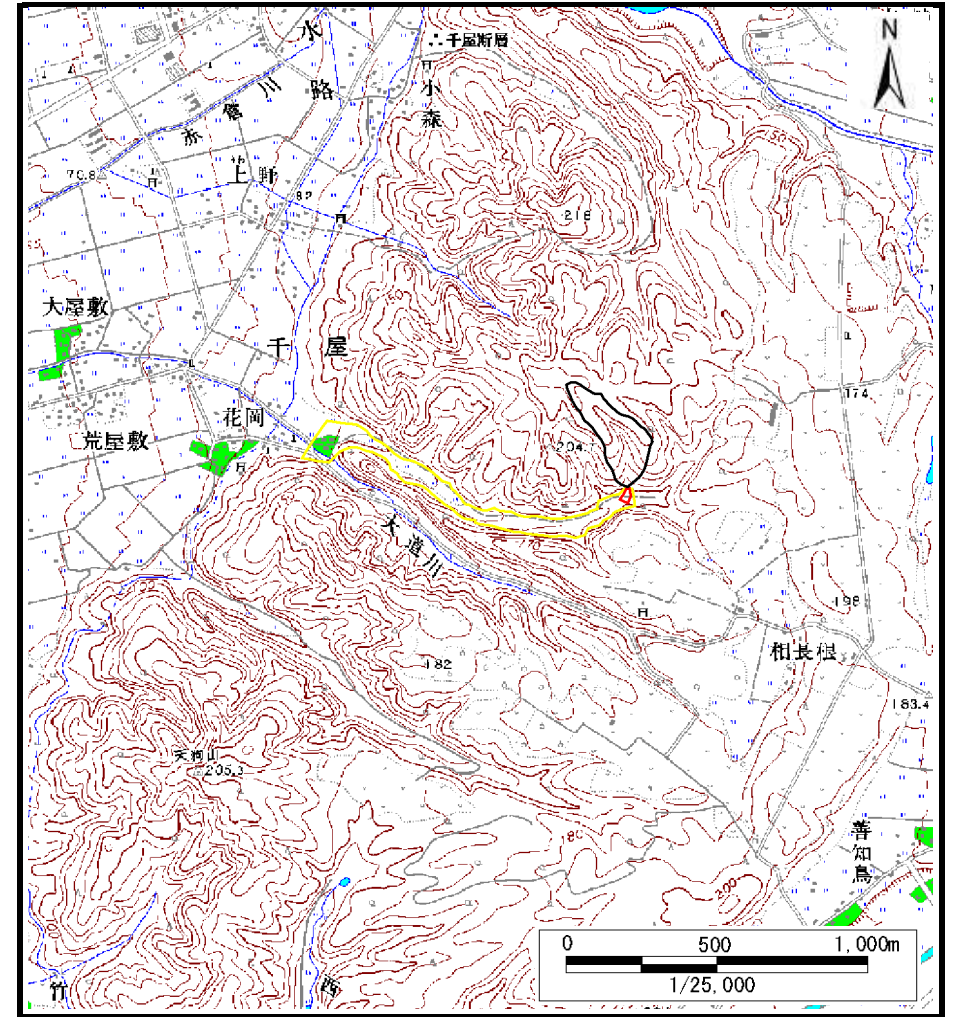 水
千屋断層
N
小森
赤倉川
路
50
上野
70.8
82
218
大屋敷
千屋
174
花岡
荒屋敷
204
大道川
198
相長根
182
183.4
天狗山
205.3
善知鳥
200
0 500 1,000m
1/25,000
竹
西